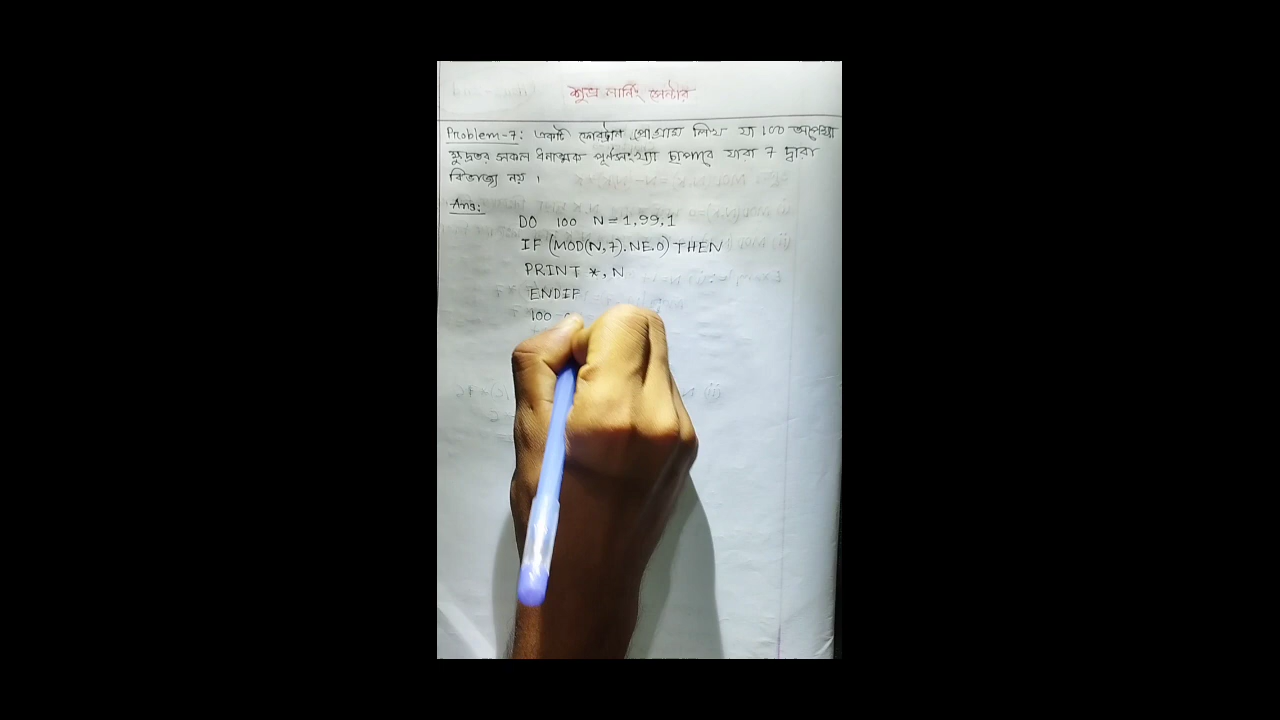 শুভ্র লার্নিং সেন্টার
Problem-7: একটি ফোরট্রান প্রোগ্রাম লিখ যা 100 অপেক্ষা
ক্ষুদ্রতর সকল ধনাত্মক পূর্নসংখ্যা ছাপাবে যারা 7 দ্বারা
বিভাজ্য নয় ।
Ans:
DO 100 N=1,99,1
IF (MOD(N,7).NE.0) THEN
PRINT *, N
ENDIF
100